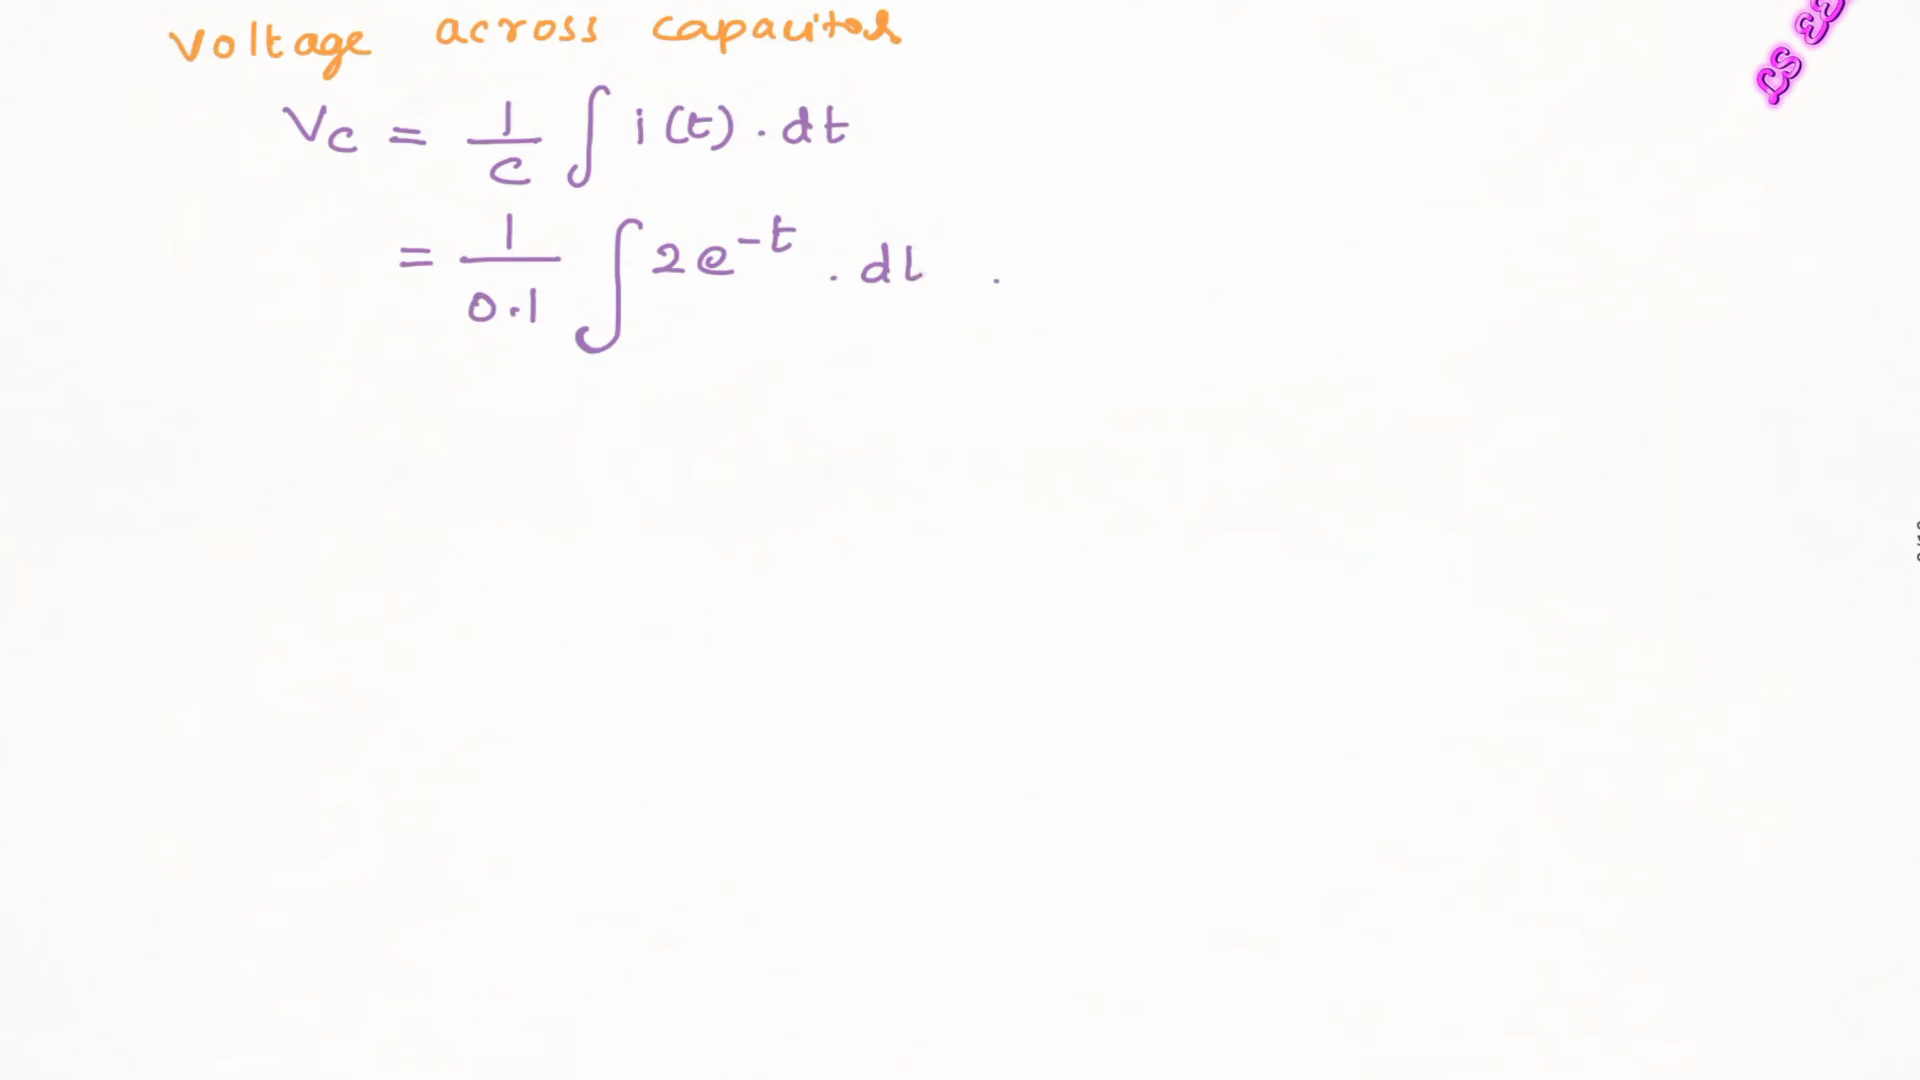 Voltage across capacitor
Vc = 1/C ∫ i(t) . dt
= 1/0.1 ∫ 2e^-t . dt .